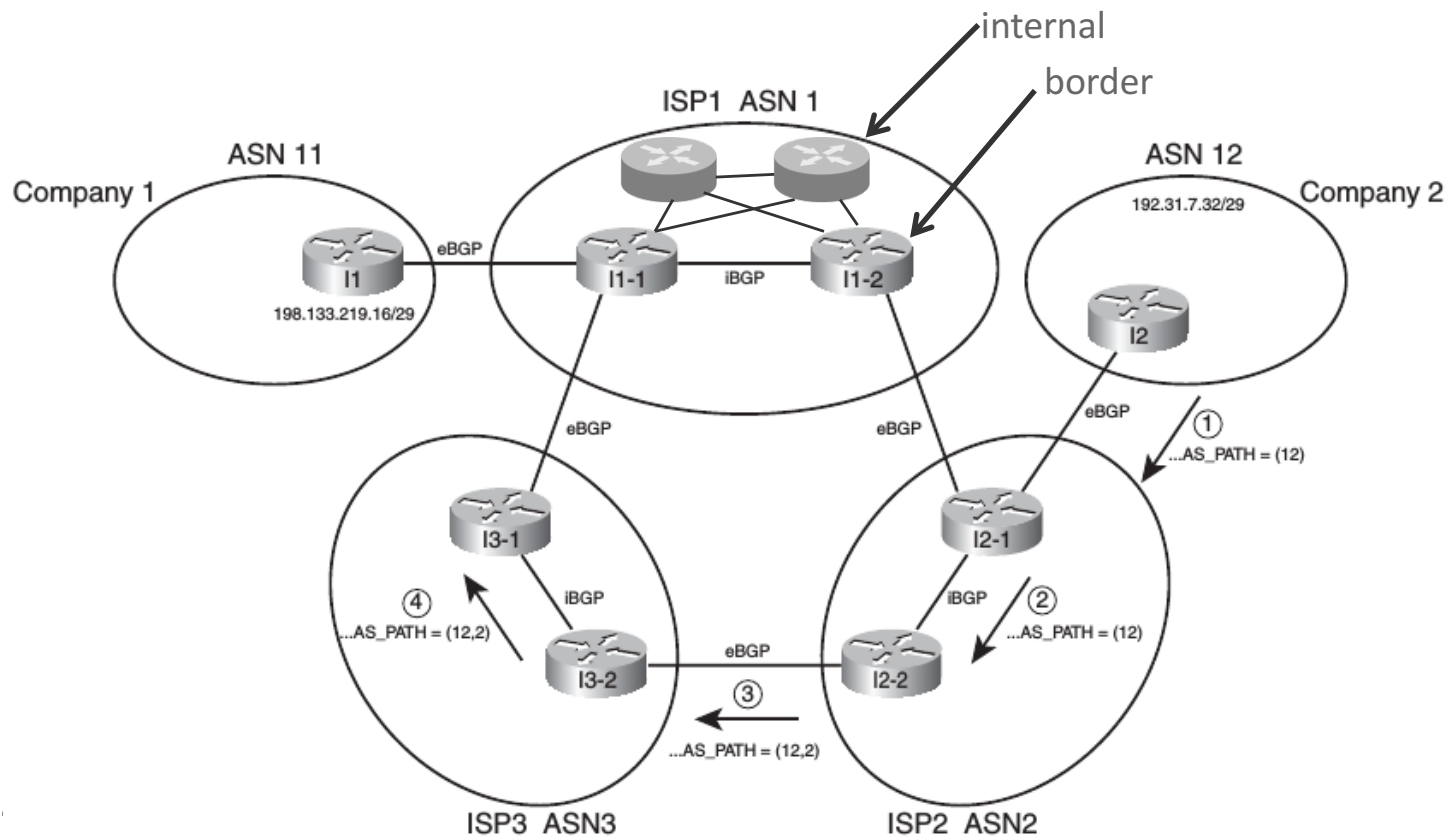 internal
border
ISP1 ASN 1
ASN 11
ASN 12
Company 1
Company 2
192.31.7.32/29
eBGP
I1
I1-1
iBGP
I1-2
198.133.219.16/29
I2
eBGP
eBGP
eBGP
1
...AS_PATH = (12)
I3-1
I2-1
4
iBGP
iBGP
2
...AS_PATH = (12,2)
...AS_PATH = (12)
eBGP
I3-2
I2-2
3
...AS_PATH = (12,2)
ISP3 ASN3
ISP2 ASN2